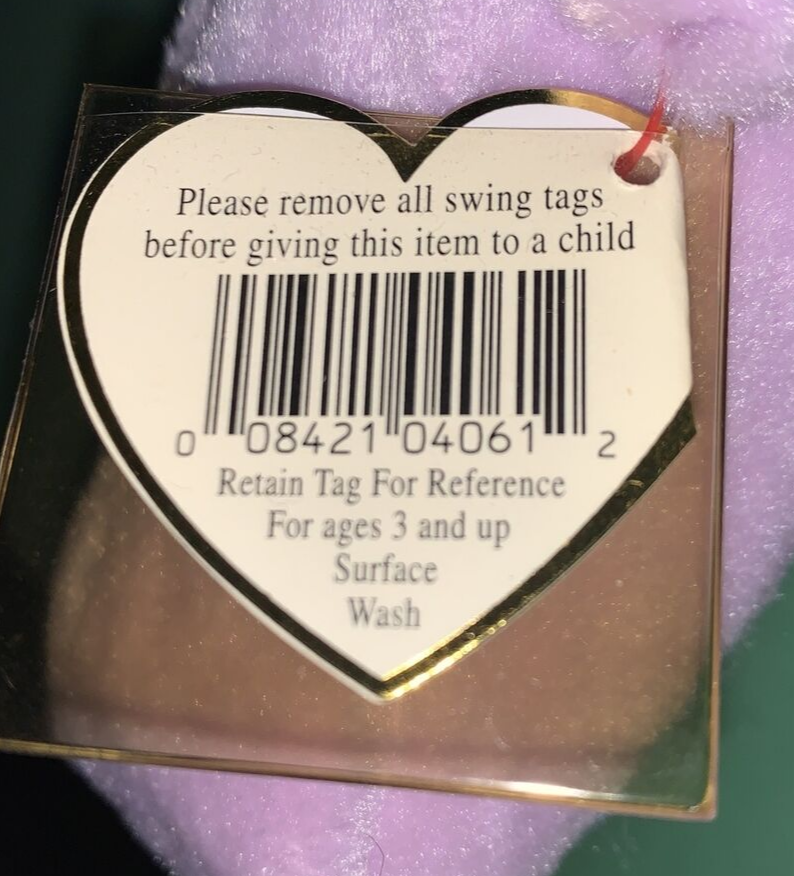 Please remove all swing tags
before giving this item to a child
0 08421 04061 2
Retain Tag For Reference
For ages 3 and up
Surface
Wash